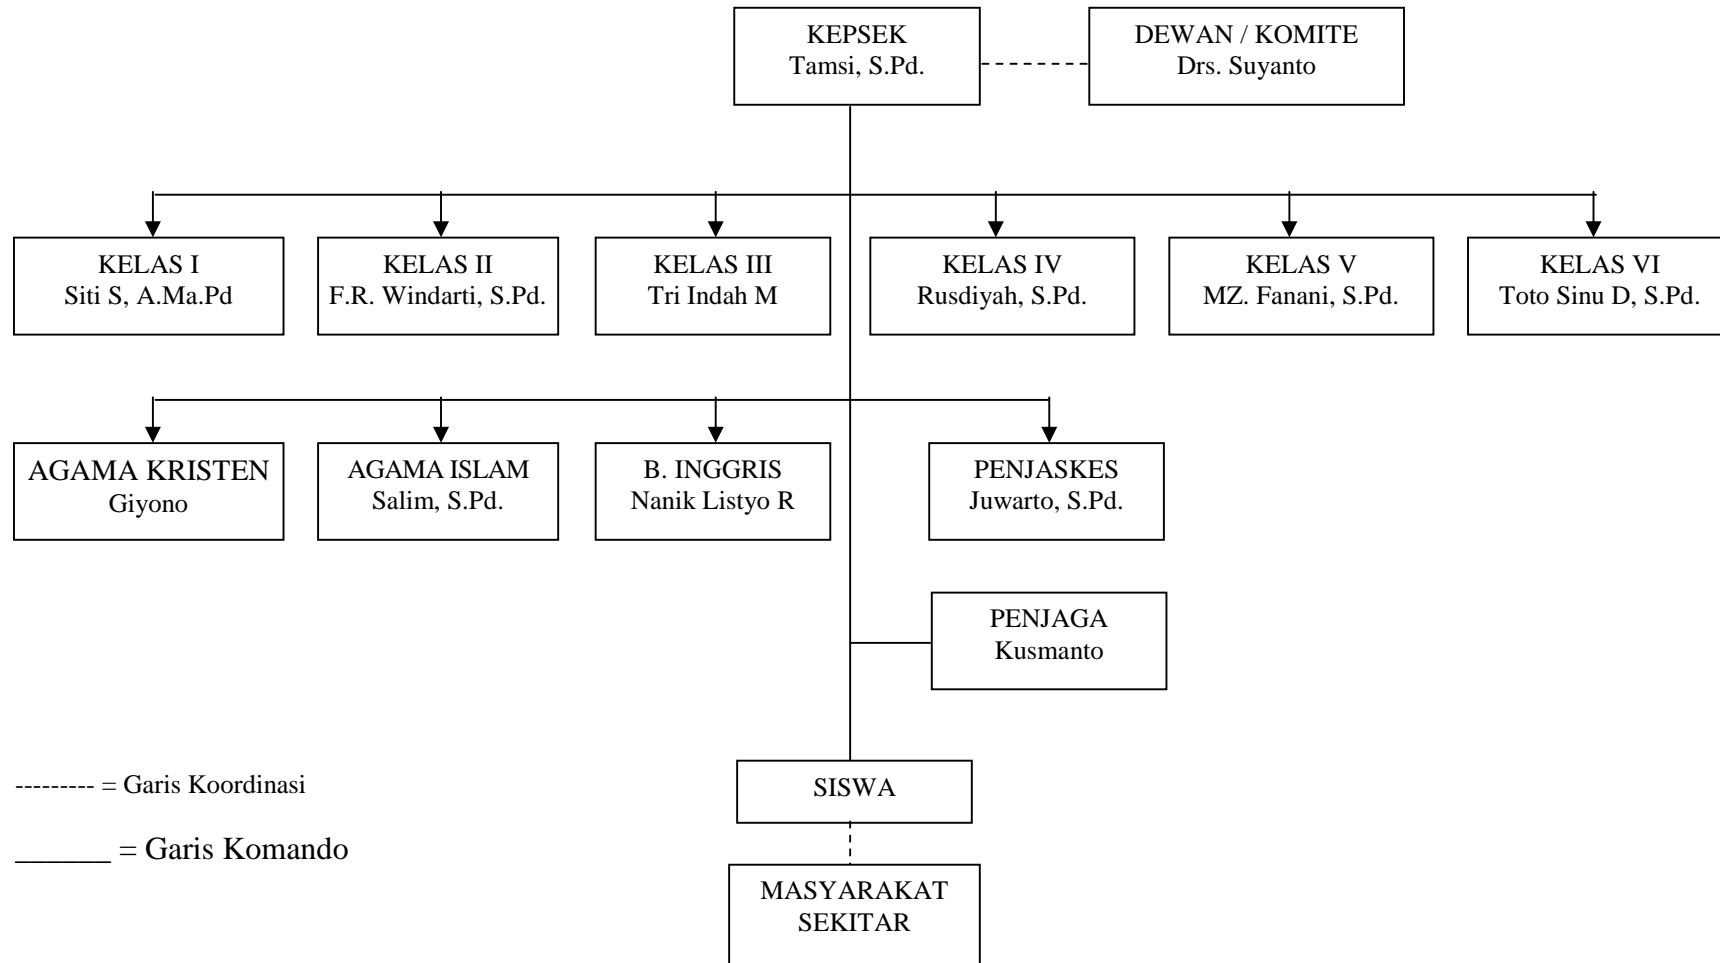 KEPSEK
Tamsi, S.Pd.
DEWAN / KOMITE
Drs. Suyanto
KELAS I
Siti S, A.Ma.Pd
KELAS II
F.R. Windarti, S.Pd.
KELAS III
Tri Indah M
KELAS IV
Rusdiyah, S.Pd.
KELAS V
MZ. Fanani, S.Pd.
KELAS VI
Toto Sinu D, S.Pd.
AGAMA KRISTEN
Giyono
AGAMA ISLAM
Salim, S.Pd.
B. INGGRIS
Nanik Listyo R
PENJASKES
Juwarto, S.Pd.
PENJAGA
Kusmanto
--------- = Garis Koordinasi
______ = Garis Komando
SISWA
MASYARAKAT
SEKITAR